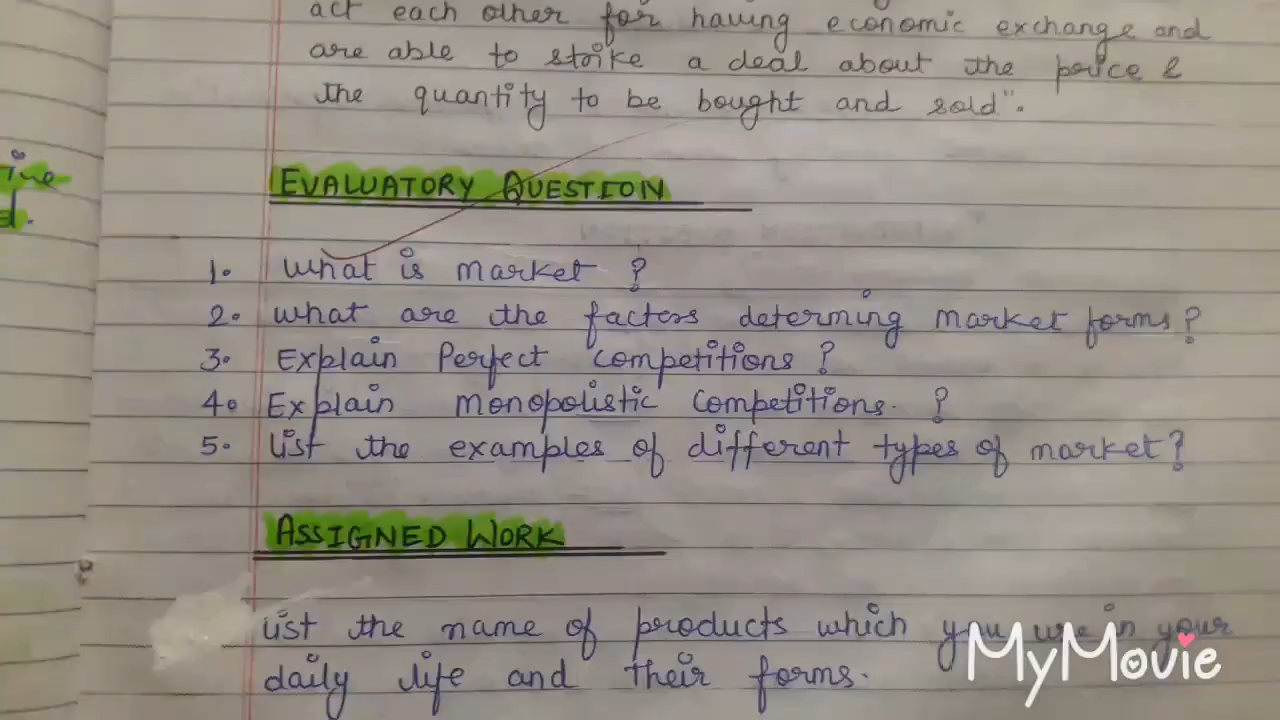 act each other for having economic exchange and
are able to strike a deal about the price &
the quantity to be bought and sold".
ine
d.
EVALUATORY QUESTION
1. What is market ?
2. what are the factors determing market forms?
3. Explain Perfect competitions ?
4. Explain monopolistic competitions. ?
5. list the examples of different types of market?
ASSIGNED WORK
list the name of products which you use in your
daily life and their forms.
MyMovie